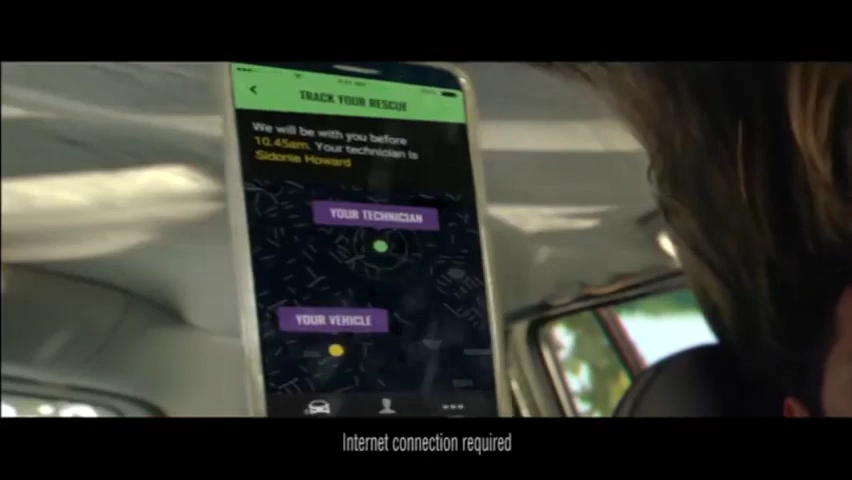 TRACK YOUR RESCUE
We will be with you before
10.45am. Your technician is
Sidonie Howard
YOUR TECHNICIAN
YOUR VEHICLE
Internet connection required